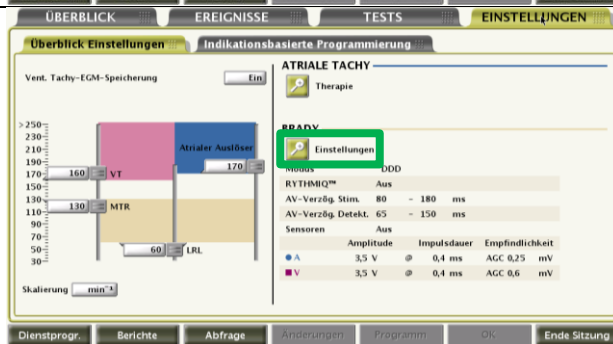 ÜBERBLICK EREIGNISSE TESTS EINSTELLUNGEN
Überblick Einstellungen Indikationsbasierte Programmierung
Vent. Tachy-EGM-Speicherung Ein
>250-
230-
210-
190-
170-
150-
130-
110-
90-
70-
50-
30-
Atrialer Auslöser
170
160 VT
130 MTR
60 LRL
Skalierung min⁻¹
ATRIALE TACHY
Therapie
BRADY
Einstellungen
Modus DDD
RYTHMIQ™ Aus
AV-Verzög. Stim. 80 - 180 ms
AV-Verzög. Detekt. 65 - 150 ms
Sensoren Aus
Amplitude Impulsdauer Empfindlichkeit
A 3,5 V @ 0,4 ms AGC 0,25 mV
V 3,5 V @ 0,4 ms AGC 0,6 mV
Dienstprogr. Berichte Abfrage Änderungen Programm OK Ende Sitzung